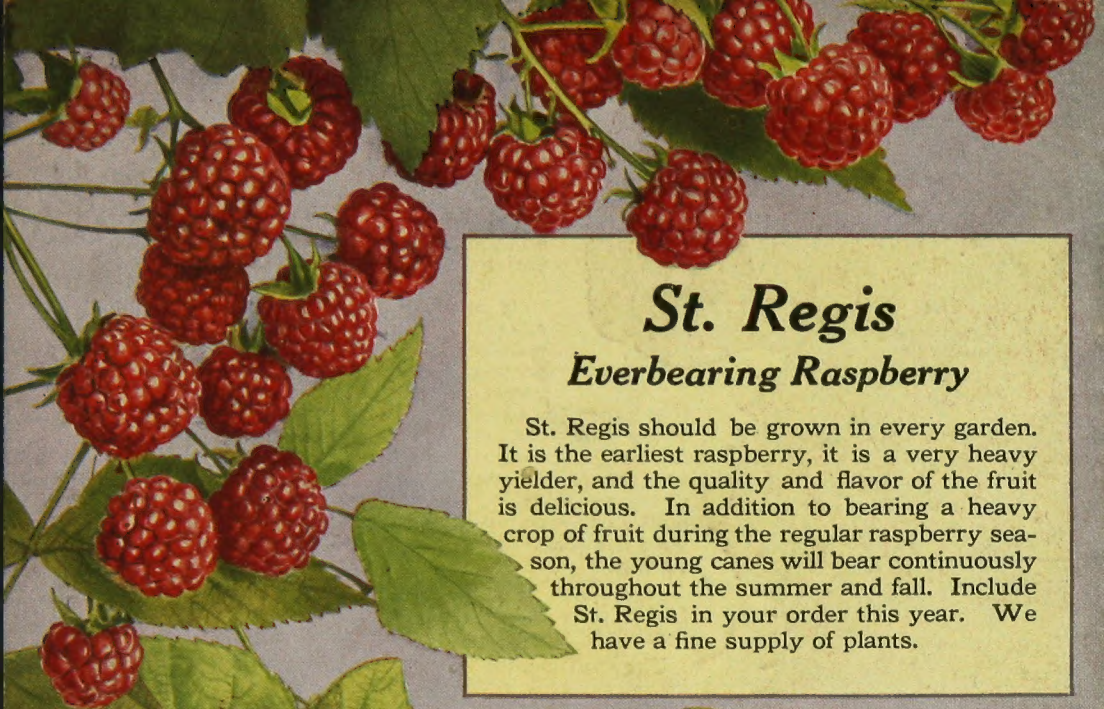 St. Regis
Everbearing Raspberry
St. Regis should be grown in every garden.
It is the earliest raspberry, it is a very heavy
yielder, and the quality and flavor of the fruit
is delicious. In addition to bearing a heavy
crop of fruit during the regular raspberry sea-
son, the young canes will bear continuously
throughout the summer and fall. Include
St. Regis in your order this year. We
have a fine supply of plants.